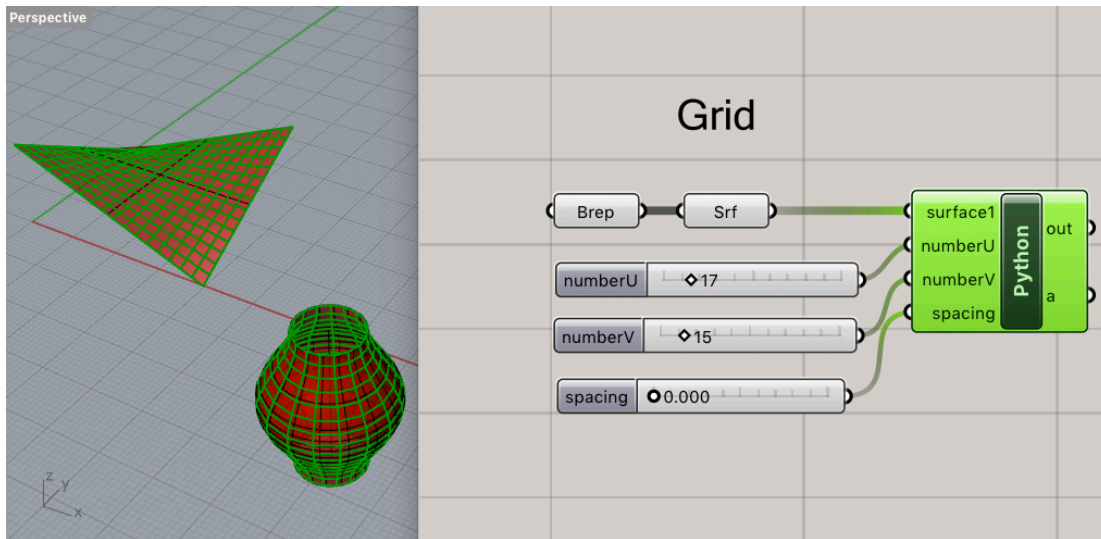 Perspective
Grid
Brep
Srf
surface1
numberU
numberV
spacing
Python
out
a
numberU
17
numberV
15
spacing
0.000
z
y
x